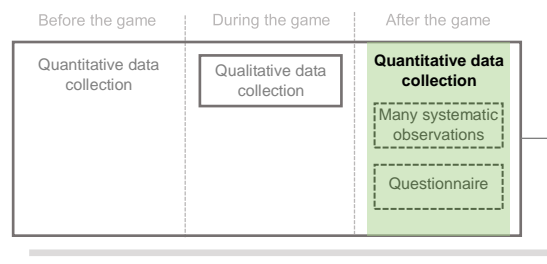 Before the game
During the game
After the game
Quantitative data
collection
Qualitative data
collection
Quantitative data
collection
Many systematic
observations
Questionnaire